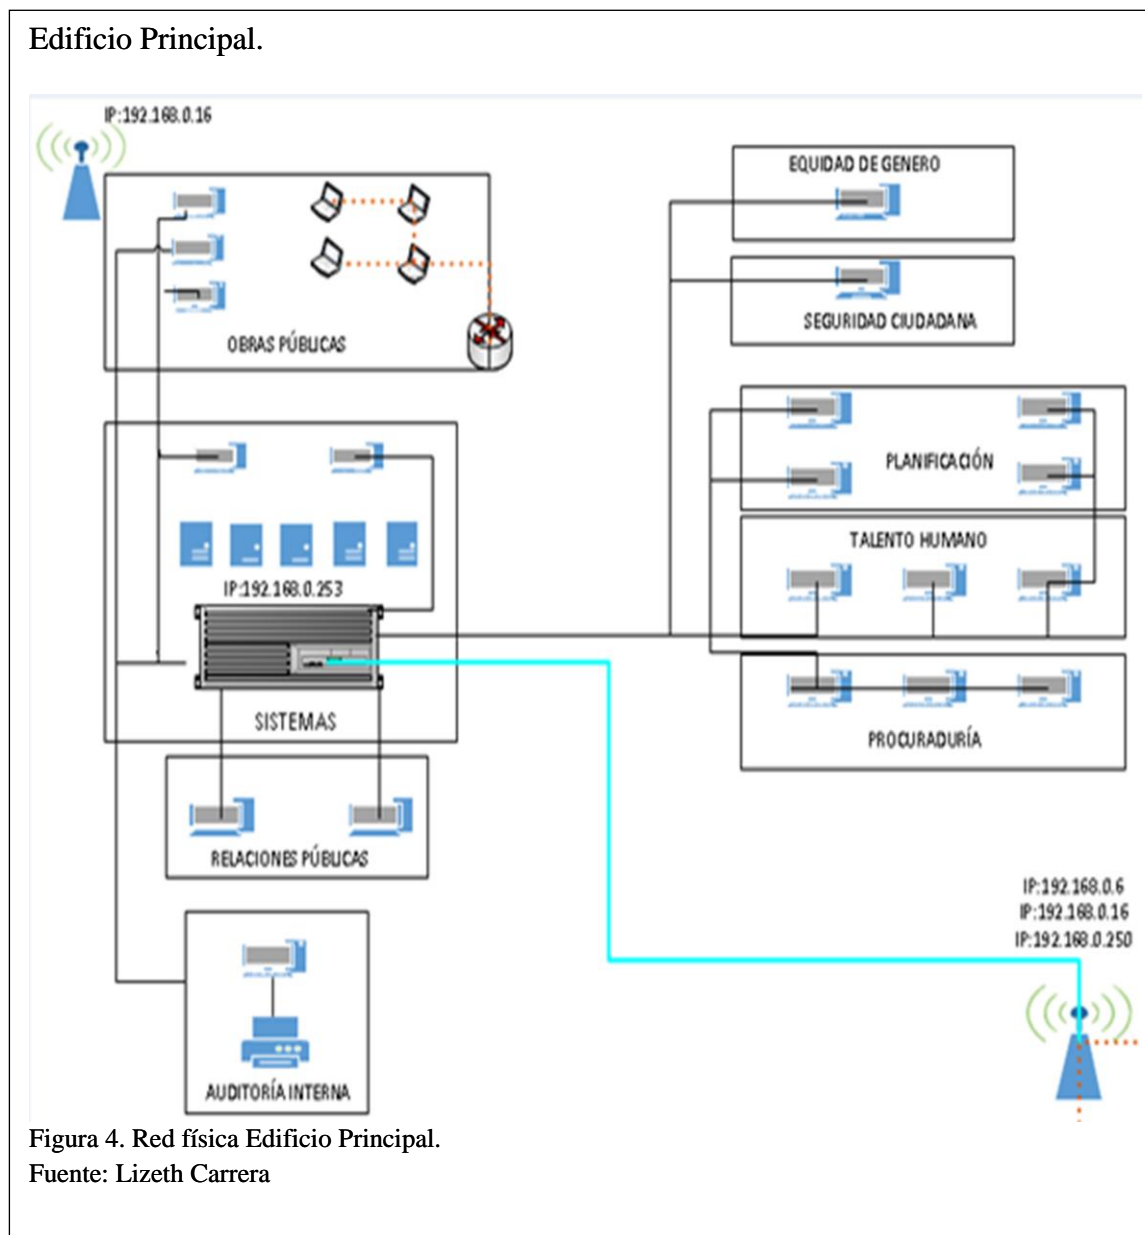 Edificio Principal.
IP:192.168.0.16
EQUIDAD DE GENERO
SEGURIDAD CIUDADANA
OBRAS PÚBLICAS
PLANIFICACIÓN
TALENTO HUMANO
IP:192.168.0.253
SISTEMAS
PROCURADURÍA
RELACIONES PÚBLICAS
IP:192.168.0.6
IP:192.168.0.16
IP:192.168.0.250
AUDITORÍA INTERNA
Figura 4. Red física Edificio Principal.
Fuente: Lizeth Carrera